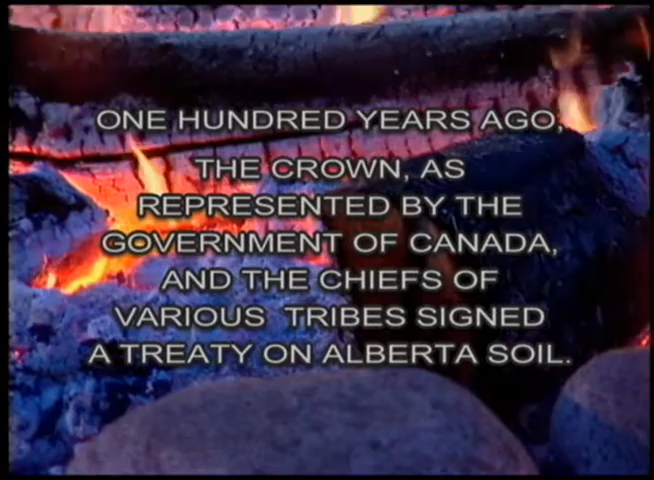 ONE HUNDRED YEARS AGO,
THE CROWN, AS
REPRESENTED BY THE
GOVERNMENT OF CANADA,
AND THE CHIEFS OF
VARIOUS TRIBES SIGNED
A TREATY ON ALBERTA SOIL.